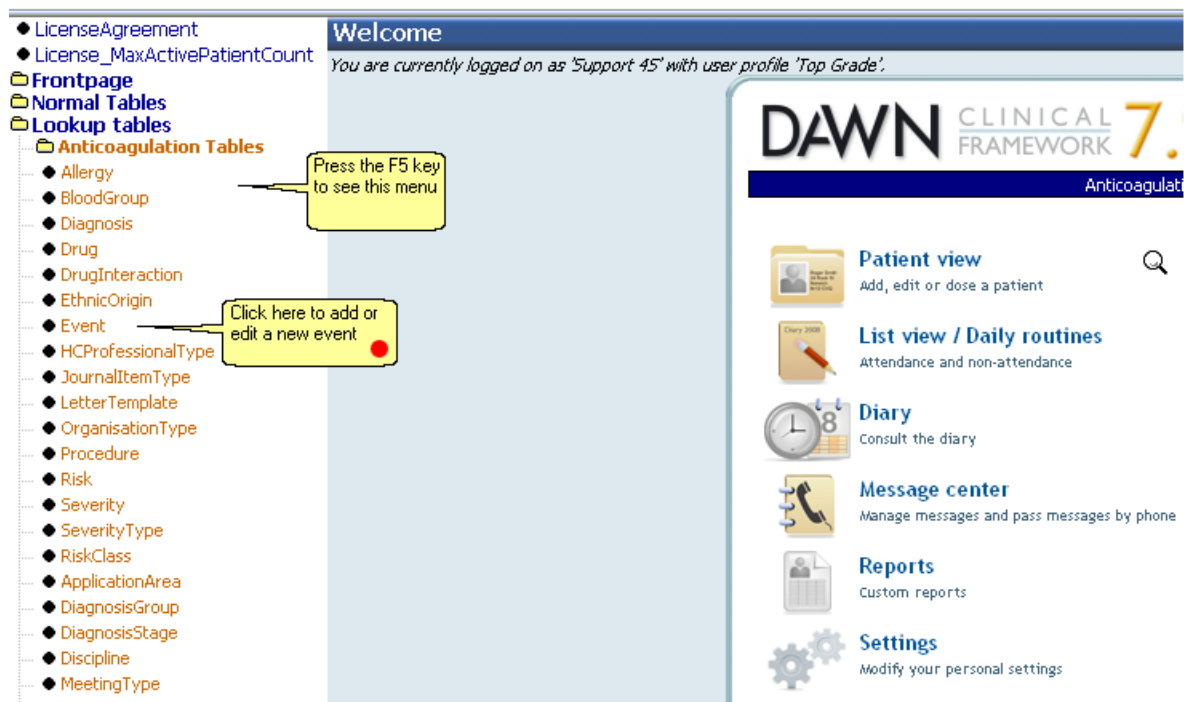 LicenseAgreement
License_MaxActivePatientCount
Frontpage
Normal Tables
Lookup tables
Anticoagulation Tables
Allergy
BloodGroup
Diagnosis
Drug
DrugInteraction
EthnicOrigin
Event
HCProfessionalType
JournalItemType
LetterTemplate
OrganisationType
Procedure
Risk
Severity
SeverityType
RiskClass
ApplicationArea
DiagnosisGroup
DiagnosisStage
Discipline
MeetingType
Press the F5 key
to see this menu
Click here to add or
edit a new event
Welcome
You are currently logged on as 'Support 45' with user profile 'Top Grade'.
DAWN CLINICAL FRAMEWORK 7.
Anticoagulati
Patient view
Add, edit or dose a patient
Diary 2008
List view / Daily routines
Attendance and non-attendance
8
Diary
Consult the diary
Message center
Manage messages and pass messages by phone
Reports
Custom reports
Settings
Modify your personal settings